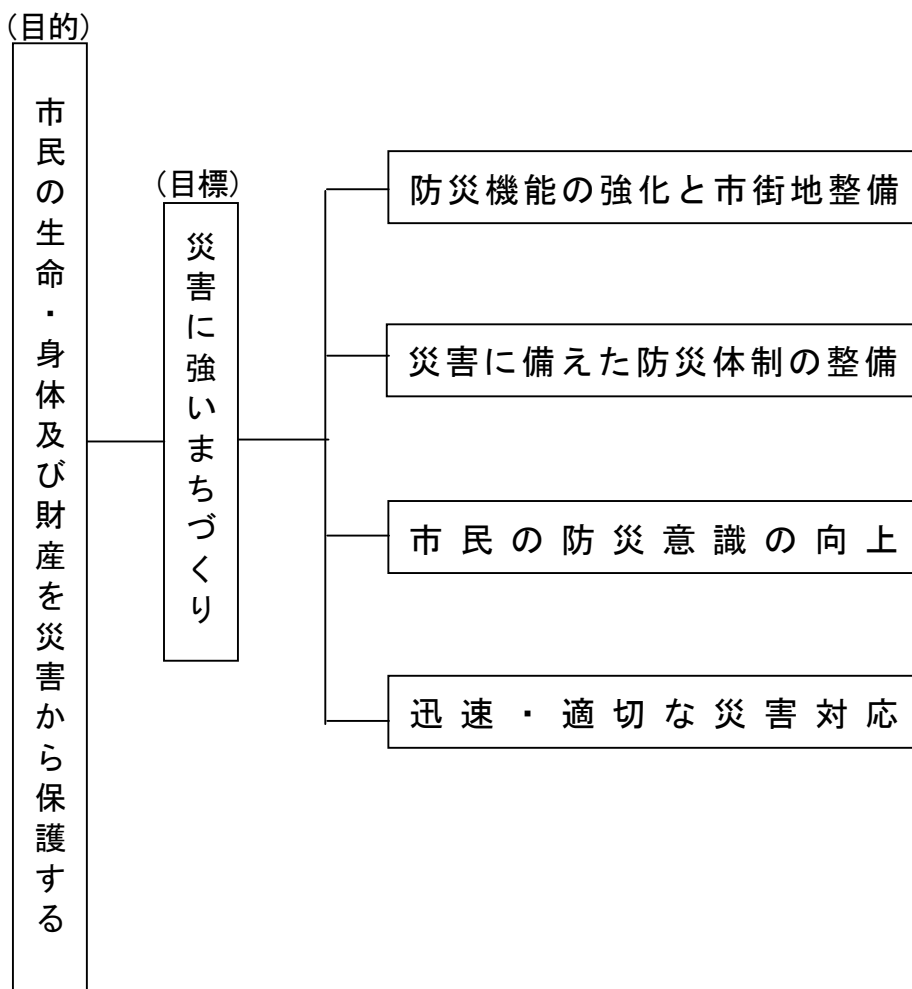 (目的)
市民の生命・身体及び財産を災害から保護する
(目標)
災害に強いまちづくり
防災機能の強化と市街地整備
災害に備えた防災体制の整備
市民の防災意識の向上
迅速・適切な災害対応